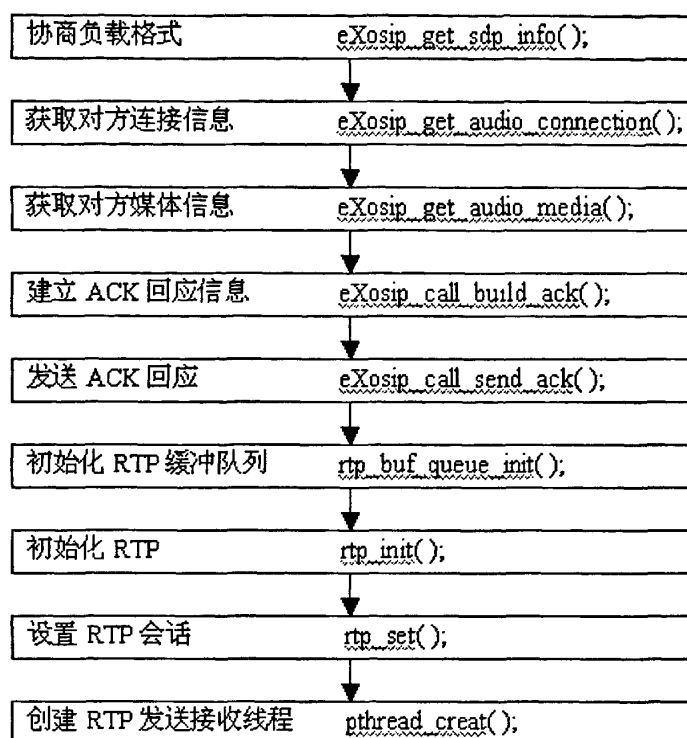 协商负载格式 eXosip_get_sdp_info();
获取对方连接信息 eXosip_get_audio_connection();
获取对方媒体信息 eXosip_get_audio_media();
建立 ACK 回应信息 eXosip_call_build_ack();
发送 ACK 回应 eXosip_call_send_ack();
初始化 RTP 缓冲队列 rtp_buf_queue_init();
初始化 RTP rtp_init();
设置 RTP 会话 rtp_set();
创建 RTP 发送接收线程 pthread_creat();